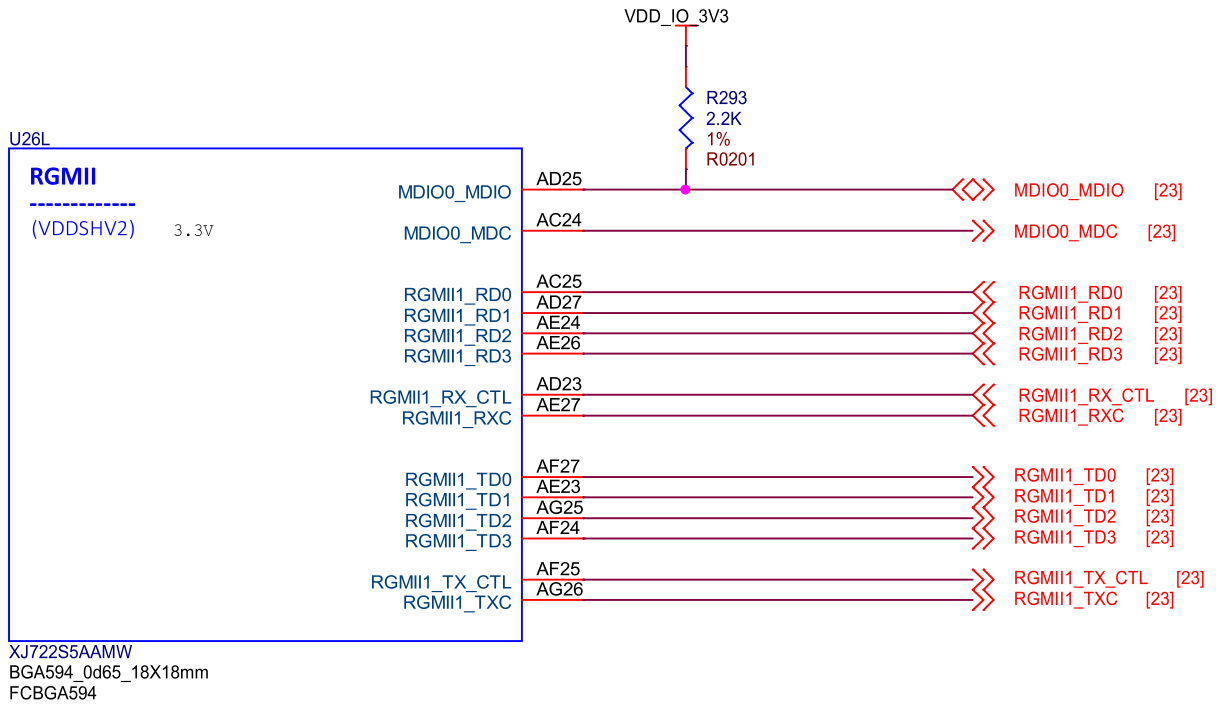 VDD_IO_3V3
R293
2.2K
1%
R0201
U26L
RGMII
-------------
(VDDSHV2) 3.3V
MDIO0_MDIO AD25 MDIO0_MDIO [23]
MDIO0_MDC AC24 MDIO0_MDC [23]
RGMII1_RD0 AC25 RGMII1_RD0 [23]
RGMII1_RD1 AD27 RGMII1_RD1 [23]
RGMII1_RD2 AE24 RGMII1_RD2 [23]
RGMII1_RD3 AE26 RGMII1_RD3 [23]
RGMII1_RX_CTL AD23 RGMII1_RX_CTL [23]
RGMII1_RXC AE27 RGMII1_RXC [23]
RGMII1_TD0 AF27 RGMII1_TD0 [23]
RGMII1_TD1 AE23 RGMII1_TD1 [23]
RGMII1_TD2 AG25 RGMII1_TD2 [23]
RGMII1_TD3 AF24 RGMII1_TD3 [23]
RGMII1_TX_CTL AF25 RGMII1_TX_CTL [23]
RGMII1_TXC AG26 RGMII1_TXC [23]
XJ722S5AAMW
BGA594_0d65_18X18mm
FCBGA594